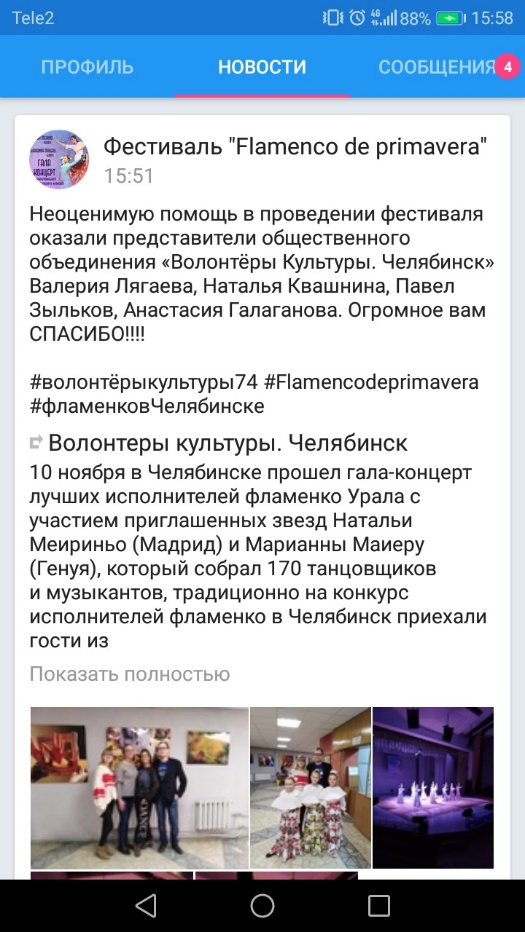 Tele2
4G
88%
15:58
ПРОФИЛЬ
НОВОСТИ
СООБЩЕНИЯ
4
ГАЛА
КОНЦЕРТ
Фестиваль "Flamenco de primavera"
15:51
Неоценимую помощь в проведении фестиваля
оказали представители общественного
объединения «Волонтёры Культуры. Челябинск»
Валерия Лягаева, Наталья Квашнина, Павел
Зыльков, Анастасия Галаганова. Огромное вам
СПАСИБО!!!!
#волонтёрыкультуры74 #Flamencodeprimavera
#фламенковЧелябинске
Волонтеры культуры. Челябинск
10 ноября в Челябинске прошел гала-концерт
лучших исполнителей фламенко Урала с
участием приглашенных звезд Натальи
Меириньо (Мадрид) и Марианны Маиеру
(Генуя), который собрал 170 танцовщиков
и музыкантов, традиционно на конкурс
исполнителей фламенко в Челябинск приехали
гости из
Показать полностью